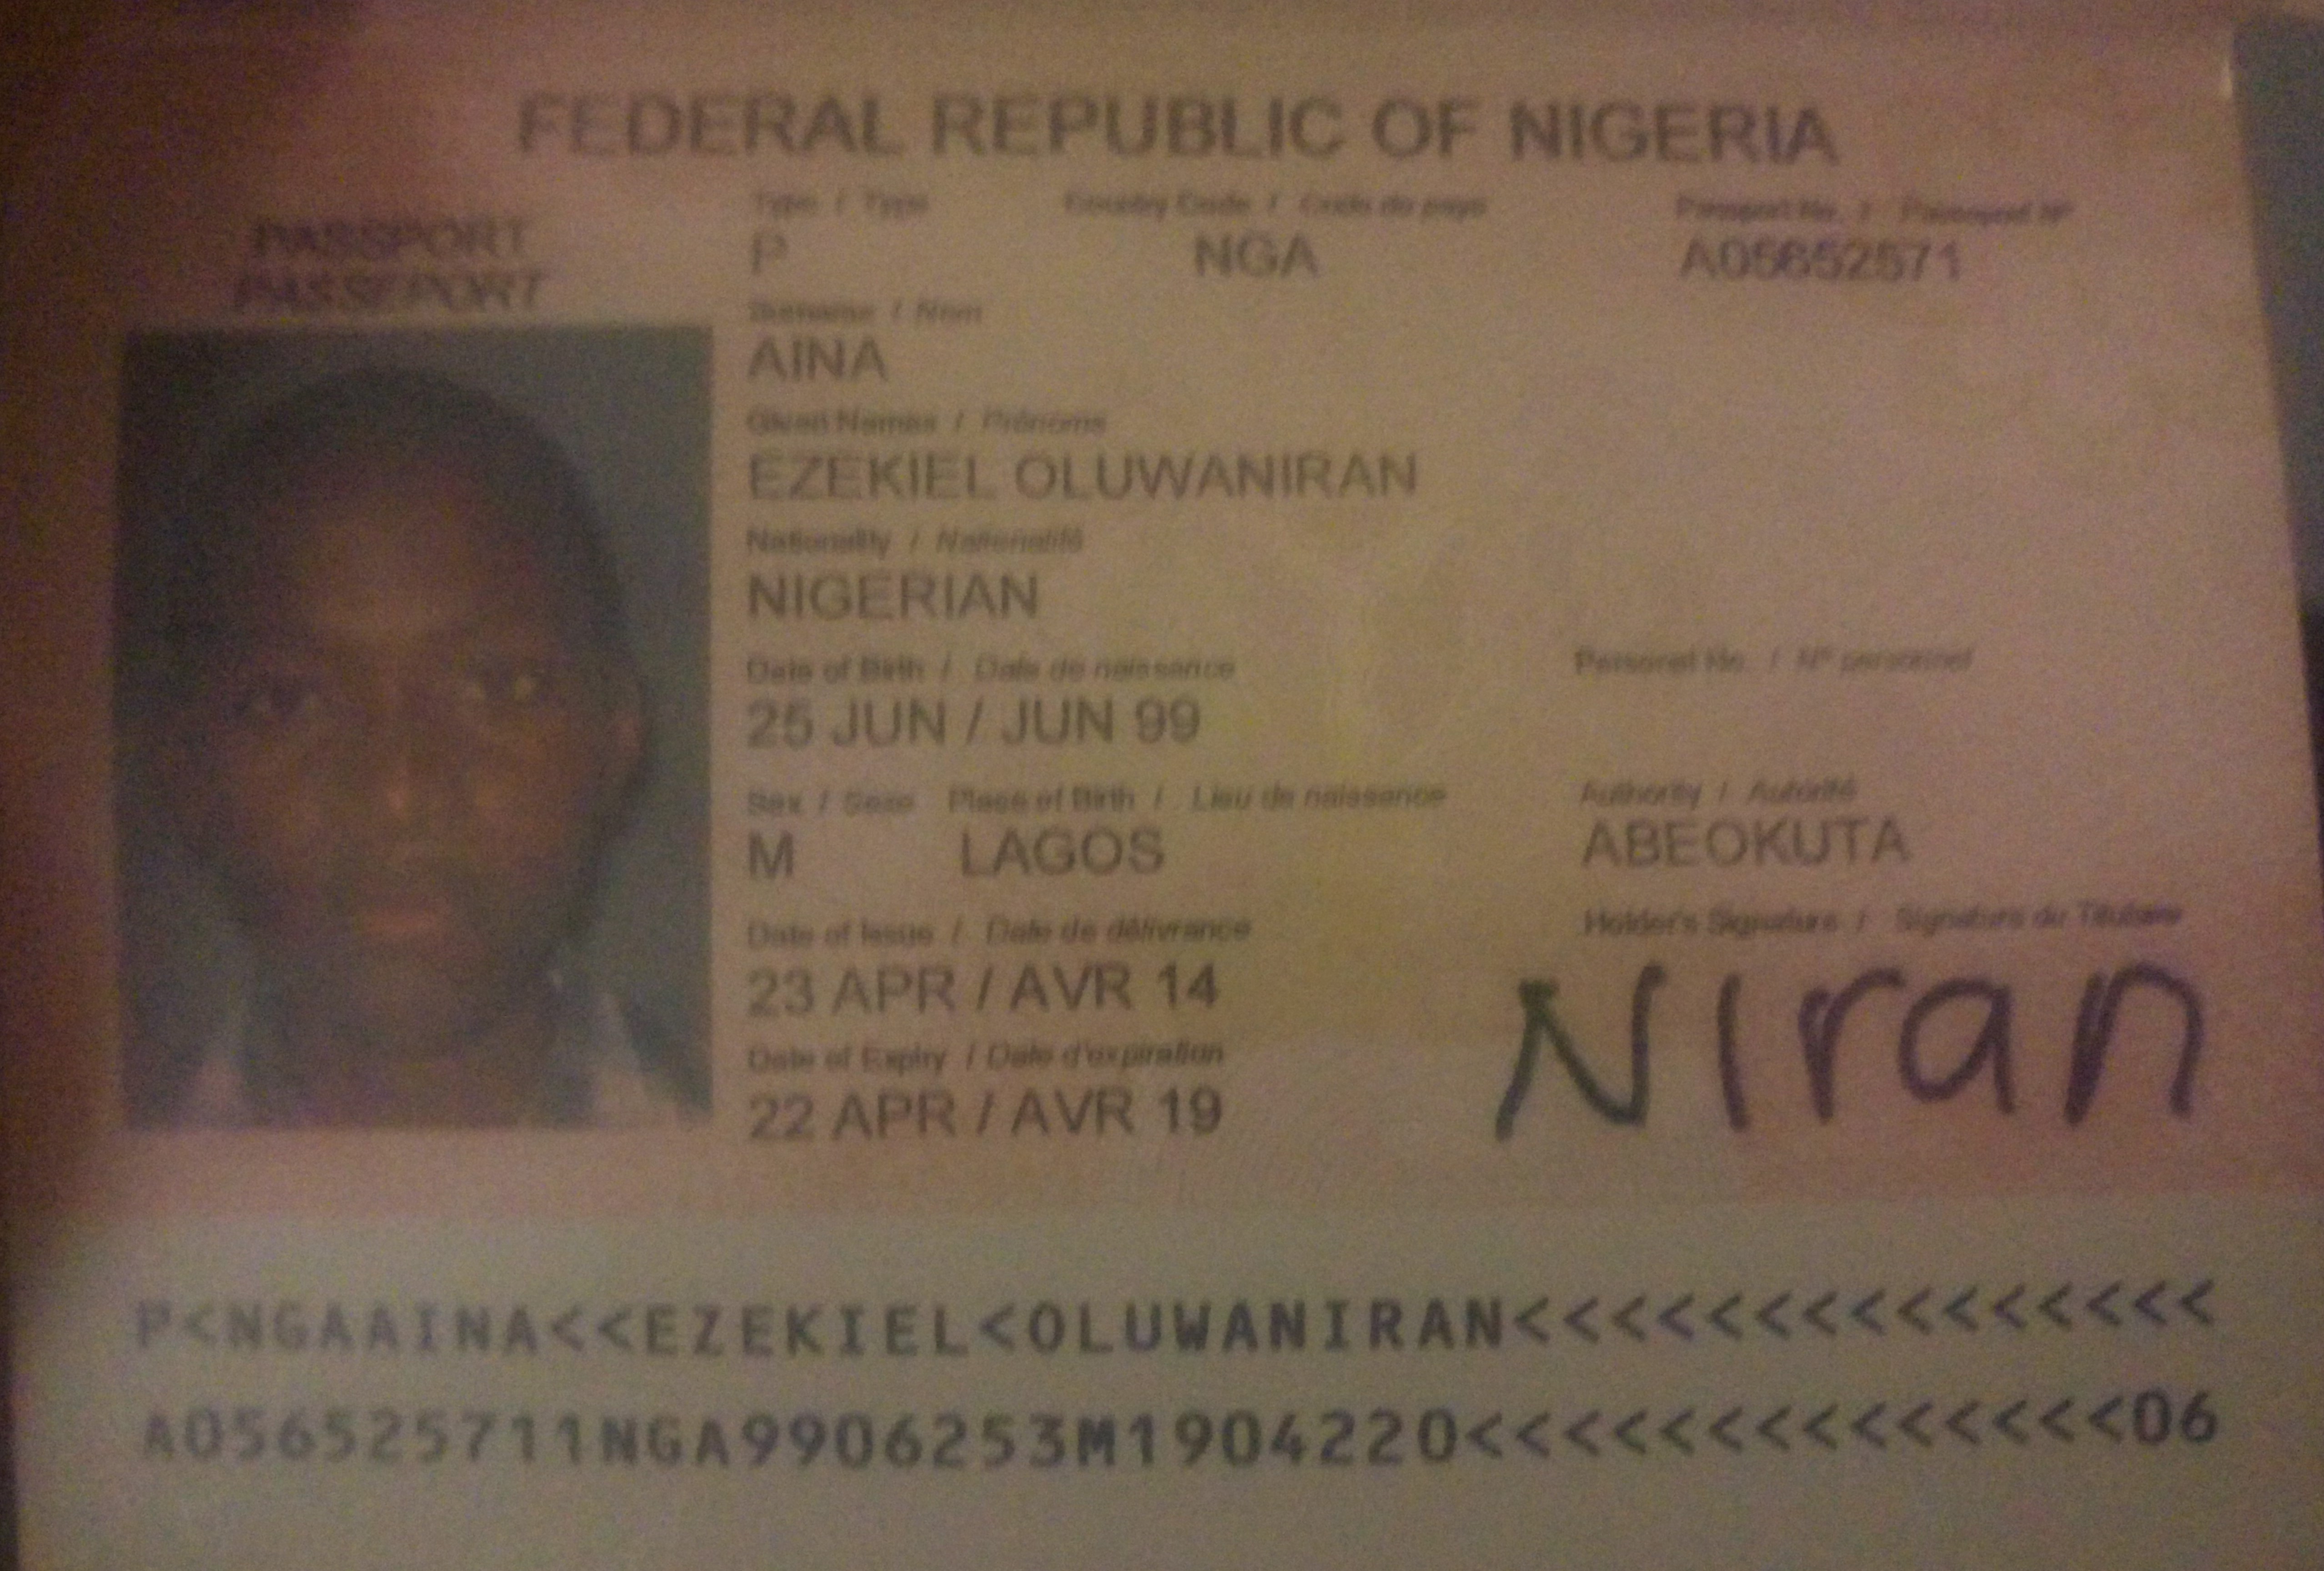 FEDERAL REPUBLIC OF NIGERIA
PASSPORT
PASSEPORT
Type / Type Country Code / Code du pays Passport No. / Passeport N°
P NGA A05652571
Surname / Nom
AINA
Given Names / Prénoms
EZEKIEL OLUWANIRAN
Nationality / Nationalité
NIGERIAN
Date of Birth / Date de naissance Personal No. / N° personnel
25 JUN / JUN 99
Sex / Sexe Place of Birth / Lieu de naissance Authority / Autorité
M LAGOS ABEOKUTA
Date of Issue / Date de délivrance Holder's Signature / Signature du Titulaire
23 APR / AVR 14
Niran
Date of Expiry / Date d'expiration
22 APR / AVR 19
P<NGAAINA<<EZEKIEL<OLUWANIRAN<<<<<<<<<<<<<<<
A056525711NGA9906253M1904220<<<<<<<<<<<<<<06